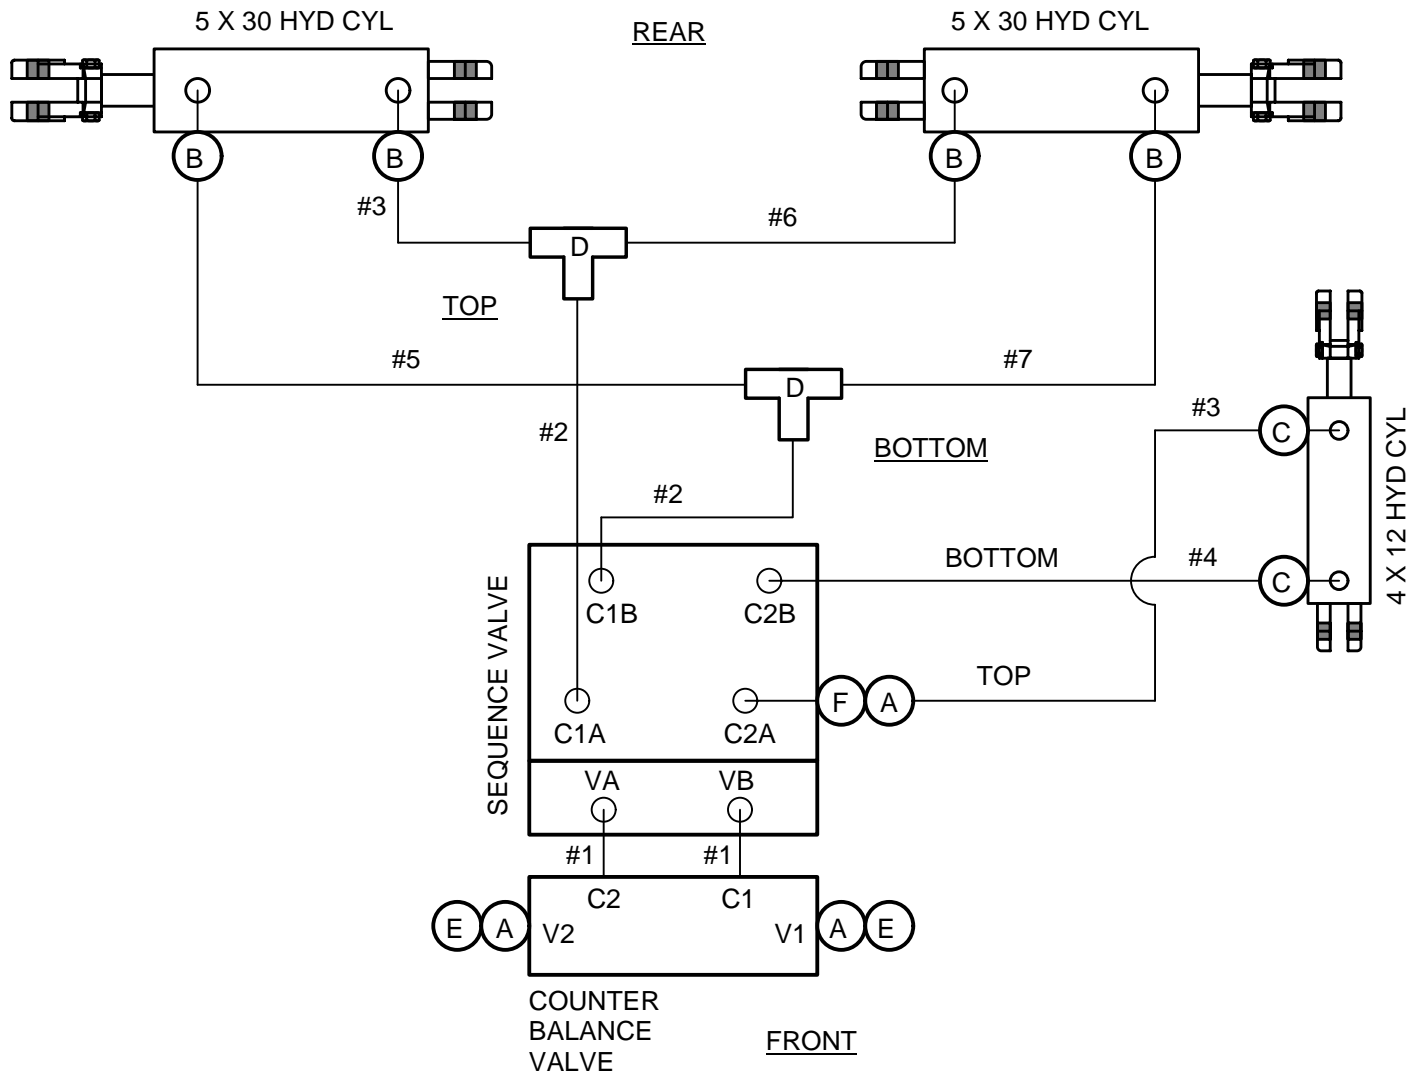 5 X 30 HYD CYL
REAR
5 X 30 HYD CYL
B
B
B
B
#3
#6
D
TOP
#5
#7
D
#2
#3
C
BOTTOM
4 X 12 HYD CYL
#2
BOTTOM
#4
C
SEQUENCE VALVE
C1B
C2B
TOP
F
A
C1A
C2A
VA
VB
#1
#1
C2
C1
E
A
V2
V1
A
E
COUNTER
BALANCE
VALVE
FRONT